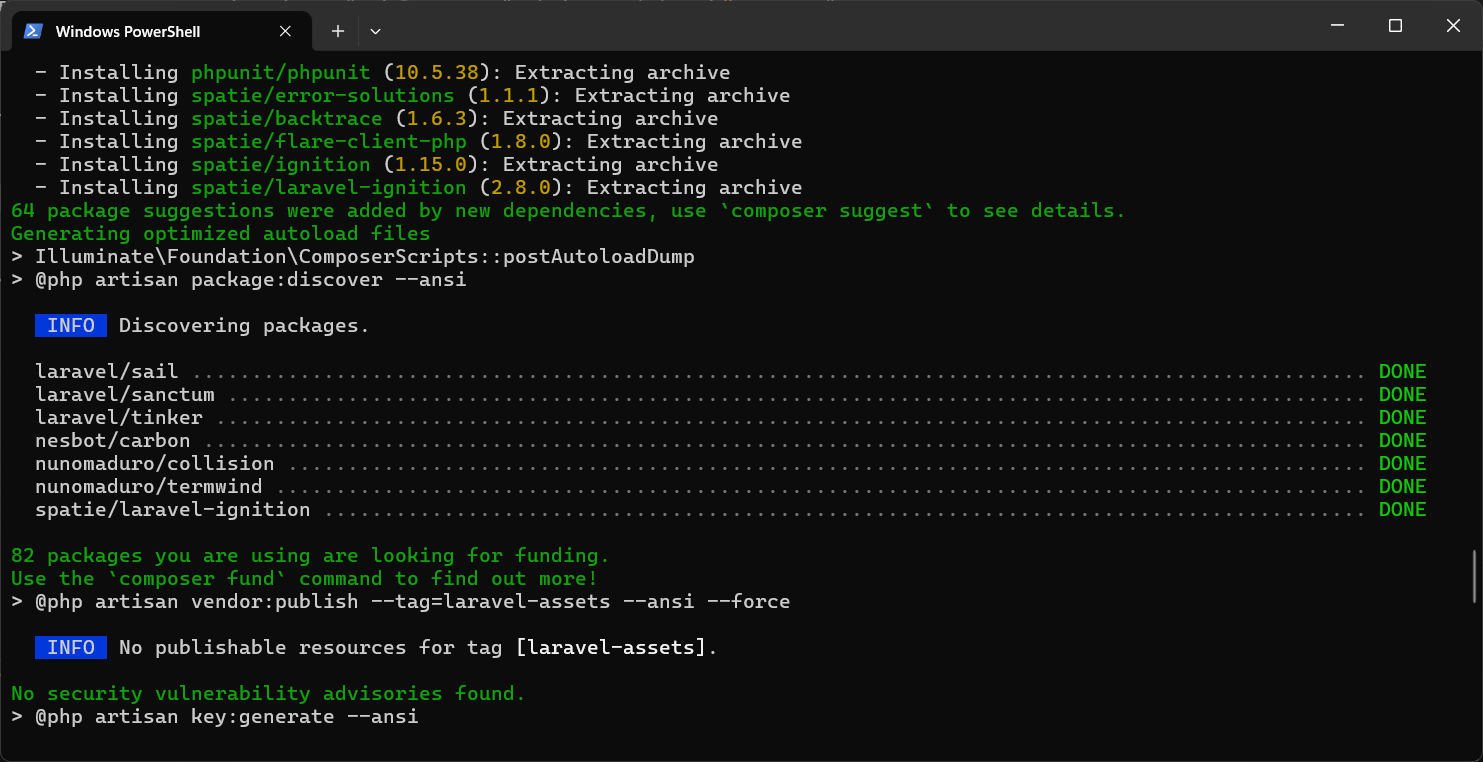 Windows PowerShell
- Installing phpunit/phpunit (10.5.38): Extracting archive
- Installing spatie/error-solutions (1.1.1): Extracting archive
- Installing spatie/backtrace (1.6.3): Extracting archive
- Installing spatie/flare-client-php (1.8.0): Extracting archive
- Installing spatie/ignition (1.15.0): Extracting archive
- Installing spatie/laravel-ignition (2.8.0): Extracting archive
64 package suggestions were added by new dependencies, use `composer suggest` to see details.
Generating optimized autoload files
> Illuminate\Foundation\ComposerScripts::postAutoloadDump
> @php artisan package:discover --ansi
INFO Discovering packages.
laravel/sail .................................................................................................. DONE
laravel/sanctum ............................................................................................... DONE
laravel/tinker ................................................................................................ DONE
nesbot/carbon ................................................................................................. DONE
nunomaduro/collision .......................................................................................... DONE
nunomaduro/termwind ........................................................................................... DONE
spatie/laravel-ignition ....................................................................................... DONE
82 packages you are using are looking for funding.
Use the `composer fund` command to find out more!
> @php artisan vendor:publish --tag=laravel-assets --ansi --force
INFO No publishable resources for tag [laravel-assets].
No security vulnerability advisories found.
> @php artisan key:generate --ansi